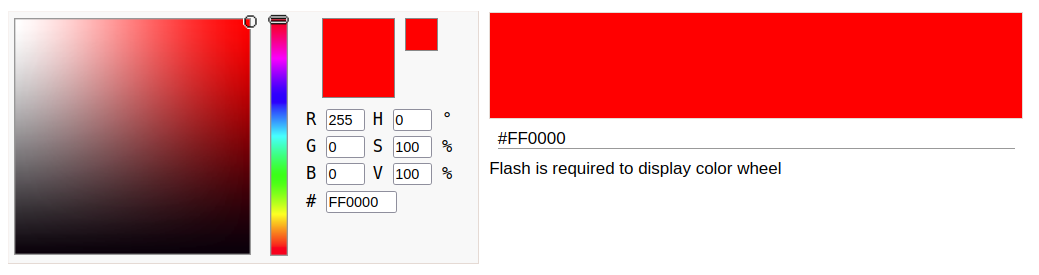 R 255 H 0 °
G 0 S 100 %
B 0 V 100 %
# FF0000
#FF0000
Flash is required to display color wheel